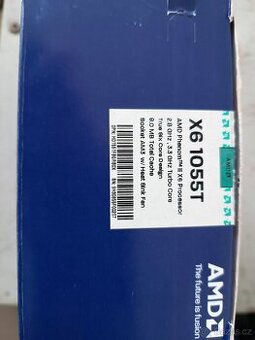 X6 1055T
AMD Phenom™ II X6 Processor
2.8 GHz , 3.3 GHz Turbo Core
True Six Core Design
9.0 MB Total Cache
Socket AM3 w/ Heat Sink Fan
AMD
AMD
The future is fusion